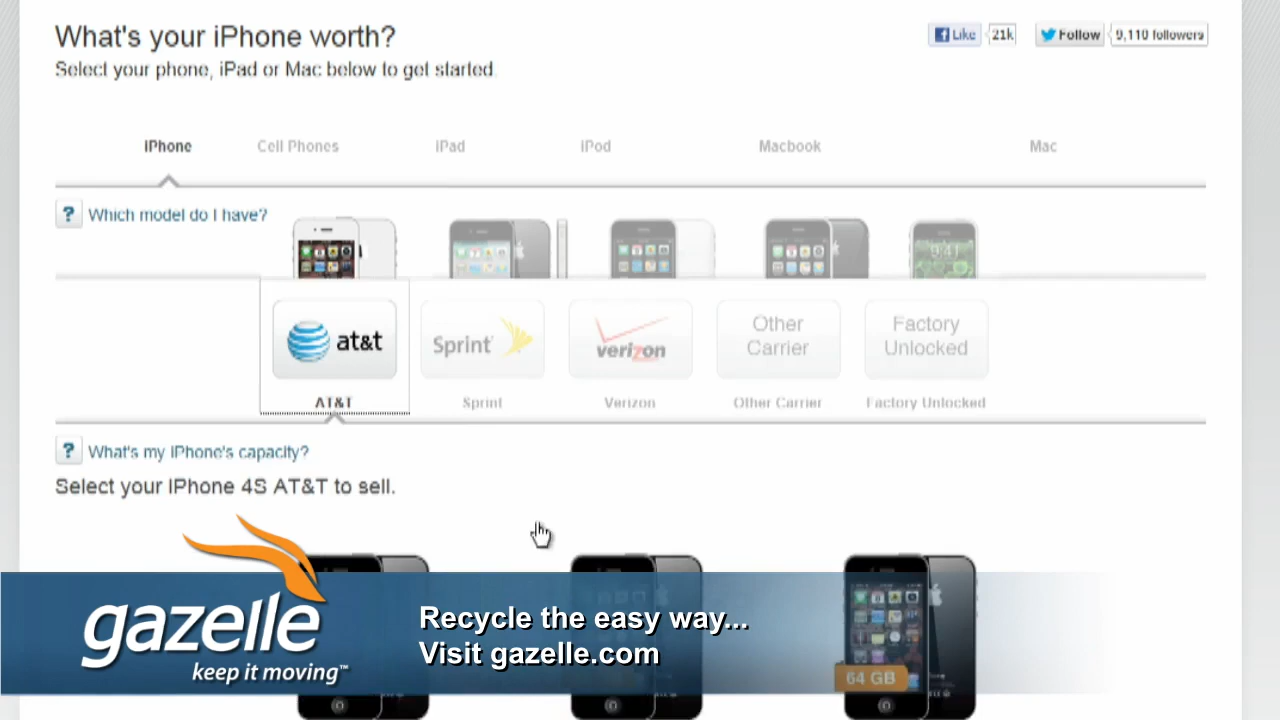 What's your iPhone worth?
Like 21k
Follow 9,110 followers
Select your phone, iPad or Mac below to get started.
iPhone Cell Phones iPad iPod Macbook Mac
? Which model do I have?
9:41
at&t Sprint verizon Other Carrier Factory Unlocked
AT&T Sprint Verizon Other Carrier Factory Unlocked
? What's my iPhone's capacity?
Select your iPhone 4S AT&T to sell.
gazelle
keep it moving™
Recycle the easy way...
Visit gazelle.com
64 GB